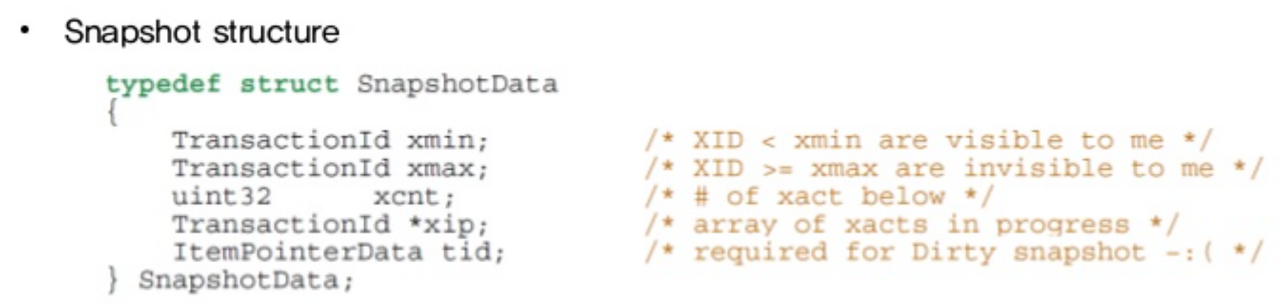 • Snapshot structure
typedef struct SnapshotData
{
TransactionId xmin; /* XID < xmin are visible to me */
TransactionId xmax; /* XID >= xmax are invisible to me */
uint32 xcnt; /* # of xact below */
TransactionId *xip; /* array of xacts in progress */
ItemPointerData tid; /* required for Dirty snapshot -:( */
} SnapshotData;